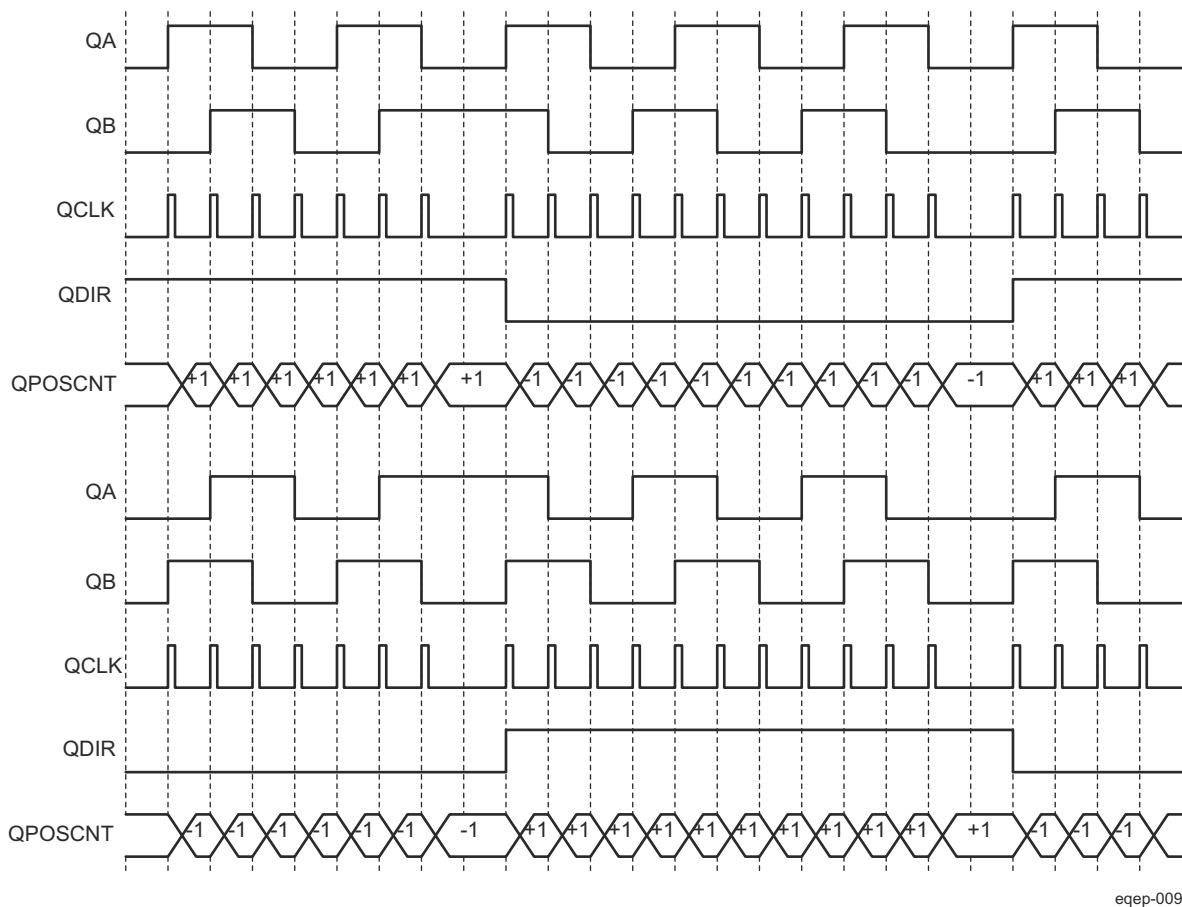 QA
QB
QCLK
QDIR
QPOSCNT +1 +1 +1 +1 +1 +1 +1 -1 -1 -1 -1 -1 -1 -1 -1 -1 -1 -1 +1 +1 +1
QA
QB
QCLK
QDIR
QPOSCNT -1 -1 -1 -1 -1 -1 -1 +1 +1 +1 +1 +1 +1 +1 +1 +1 +1 +1 -1 -1 -1
eqep-009